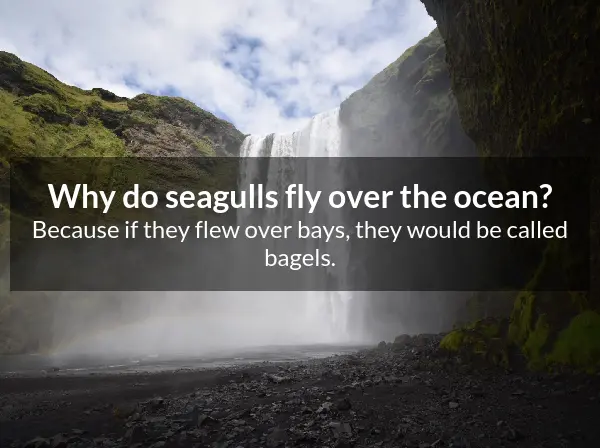 Why do seagulls fly over the ocean?
Because if they flew over bays, they would be called
bagels.